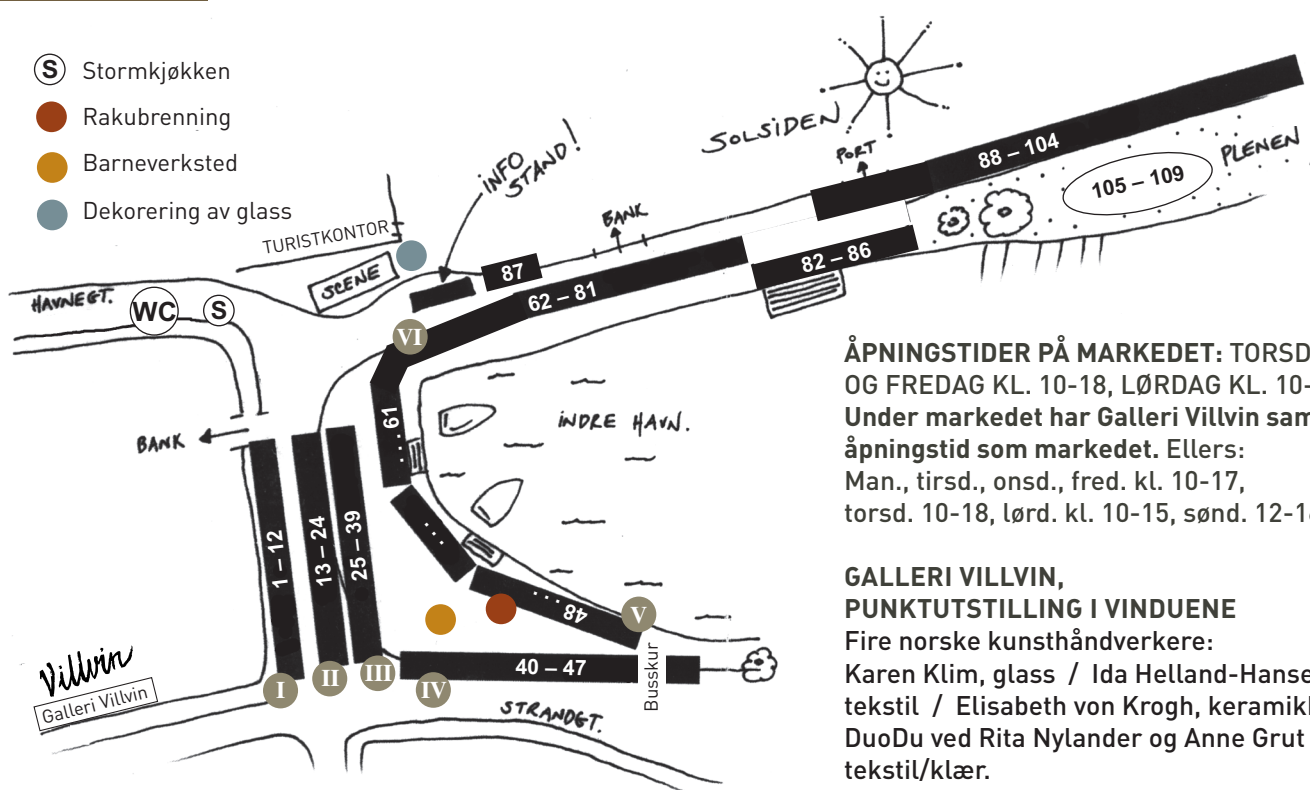 S Stormkjøkken
Rakubrenning
Barneverksted
Dekorering av glass
SOLSIDEN
INFO
STAND!
PORT
88 – 104
PLENEN
105 – 109
BANK
TURISTKONTOR
SCENE
87
82 – 86
62 – 81
HAVNEGT.
WC
S
VI
...61
INDRE HAVN.
BANK
1 – 12
13 – 24
25 – 39
...
48 ....
V
40 – 47
Busskur
Villvin
Galleri Villvin
I
II
III
IV
STRANDGT.
ÅPNINGSTIDER PÅ MARKEDET: TORSD
OG FREDAG KL. 10-18, LØRDAG KL. 10-
Under markedet har Galleri Villvin sam
åpningstid som markedet. Ellers:
Man., tirsd., onsd., fred. kl. 10-17,
torsd. 10-18, lørd. kl. 10-15, sønd. 12-1
GALLERI VILLVIN,
PUNKTUTSTILLING I VINDUENE
Fire norske kunsthåndverkere:
Karen Klim, glass / Ida Helland-Hanse
tekstil / Elisabeth von Krogh, keramik
DuoDu ved Rita Nylander og Anne Grut
tekstil/klær.